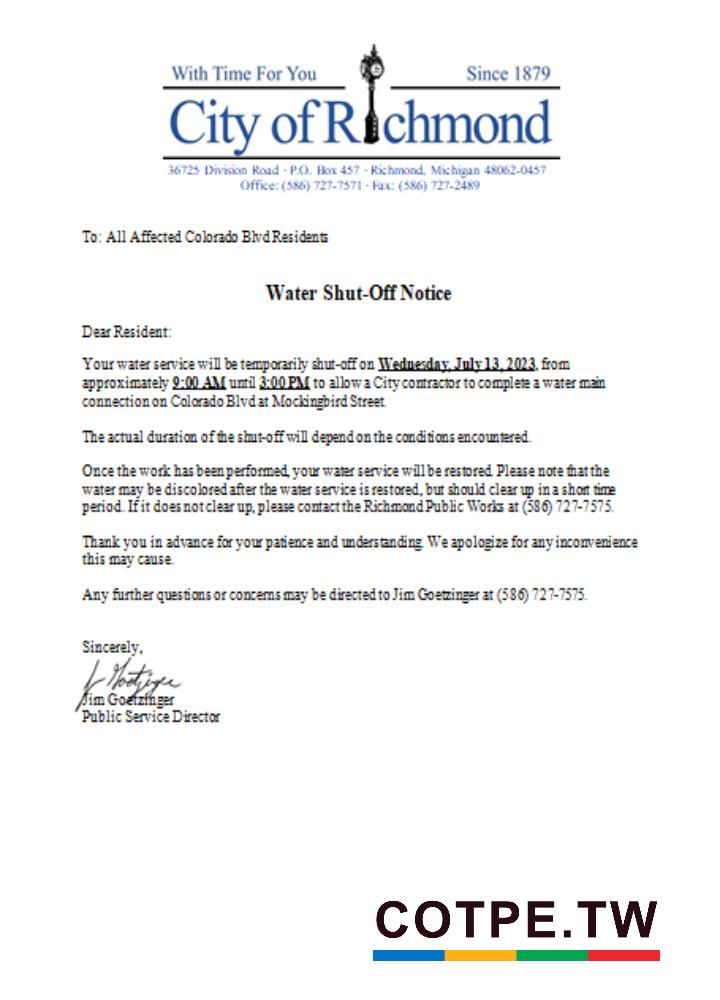 With Time For You Since 1879
City of Richmond
36725 Division Road · P.O. Box 457 · Richmond, Michigan 48062-0457
Office: (586) 727-7571 · Fax: (586) 727-2489
To: All Affected Colorado Blvd Residents
Water Shut-Off Notice
Dear Resident:
Your water service will be temporarily shut-off on Wednesday, July 13, 2023, from
approximately 9:00 AM until 3:00 PM to allow a City contractor to complete a water main
connection on Colorado Blvd at Mockingbird Street.
The actual duration of the shut-off will depend on the conditions encountered.
Once the work has been performed, your water service will be restored. Please note that the
water may be discolored after the water service is restored, but should clear up in a short time
period. If it does not clear up, please contact the Richmond Public Works at (586) 727-7575.
Thank you in advance for your patience and understanding. We apologize for any inconvenience
this may cause.
Any further questions or concerns may be directed to Jim Goetzinger at (586) 727-7575.
Sincerely,
J Goetzinger
Jim Goetzinger
Public Service Director
COTPE.TW